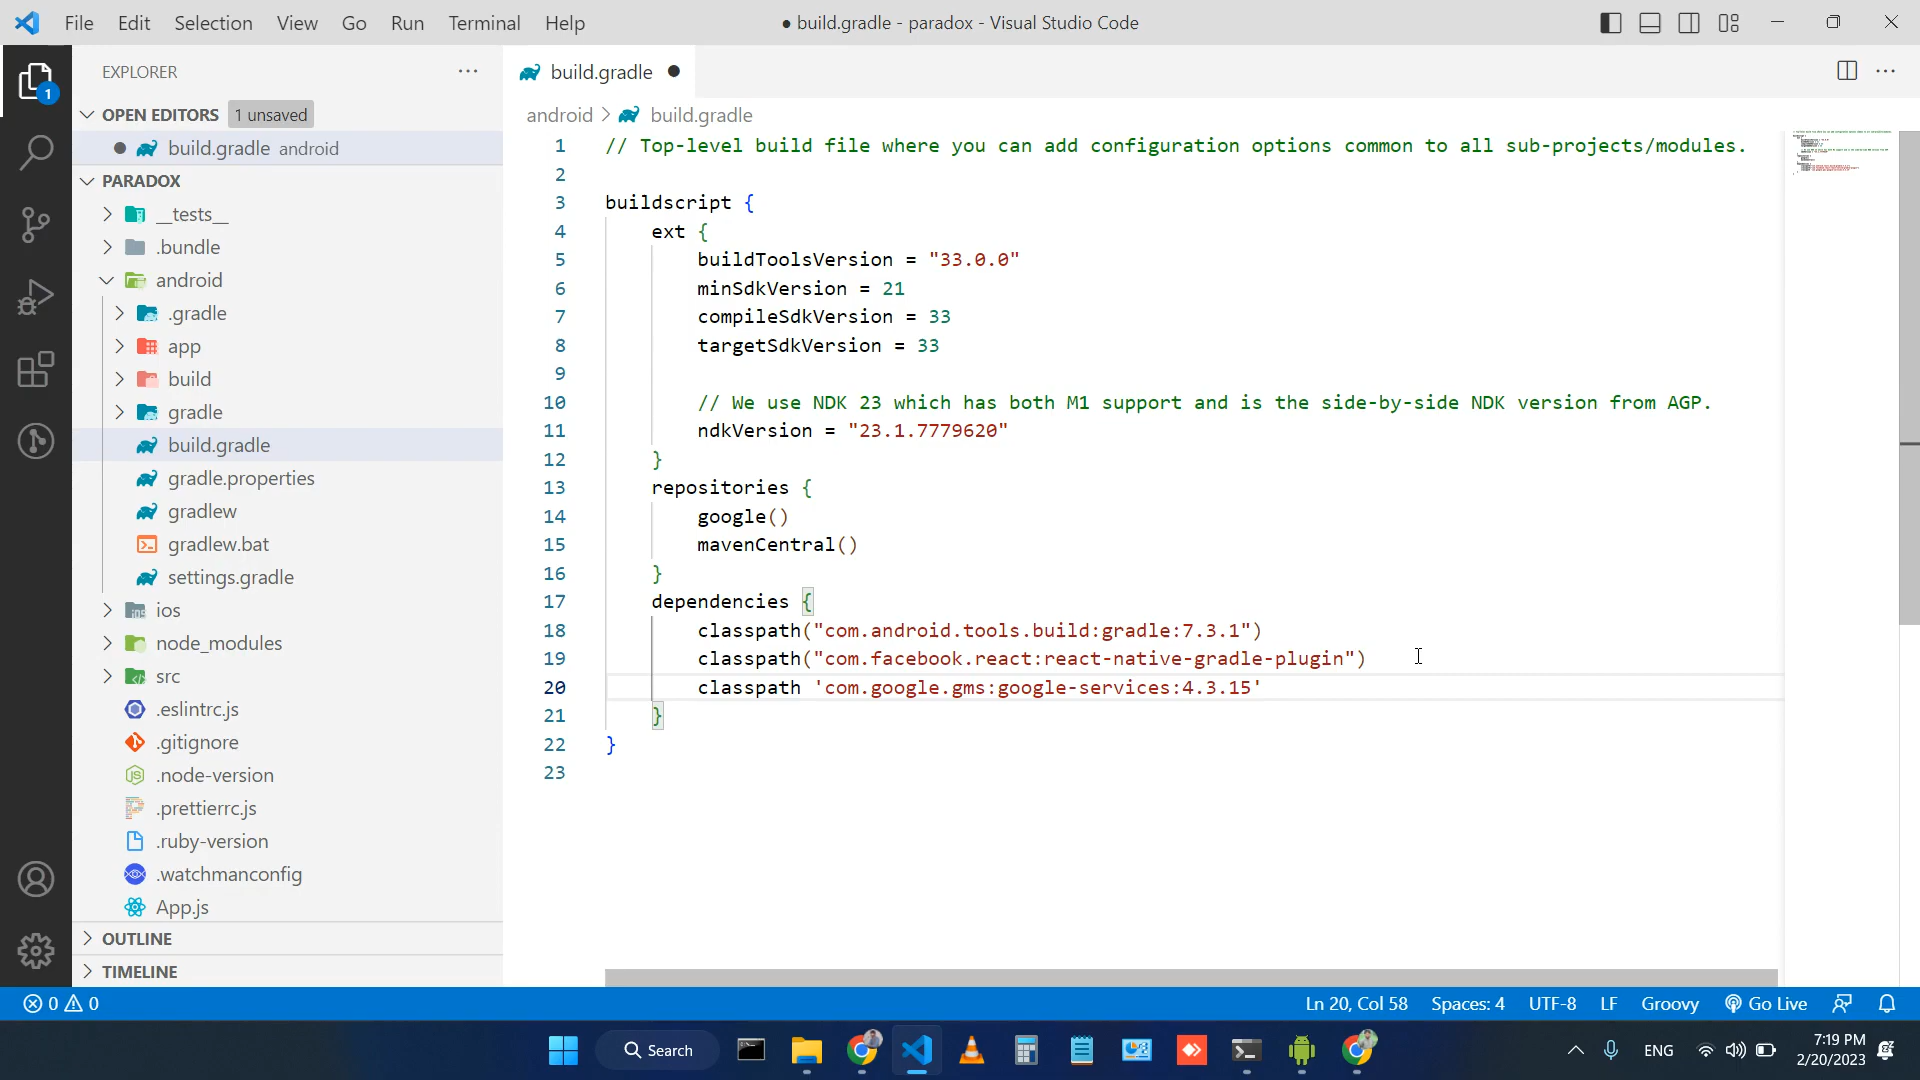 File Edit Selection View Go Run Terminal Help
● build.gradle - paradox - Visual Studio Code
EXPLORER
1
OPEN EDITORS 1 unsaved
build.gradle android
PARADOX
__tests__
.bundle
android
.gradle
app
build
gradle
build.gradle
gradle.properties
gradlew
gradlew.bat
settings.gradle
ios
node_modules
src
.eslintrc.js
.gitignore
.node-version
.prettierrc.js
.ruby-version
.watchmanconfig
App.js
OUTLINE
TIMELINE
build.gradle
android > build.gradle
1 // Top-level build file where you can add configuration options common to all sub-projects/modules.
2
3 buildscript {
4 ext {
5 buildToolsVersion = "33.0.0"
6 minSdkVersion = 21
7 compileSdkVersion = 33
8 targetSdkVersion = 33
9
10 // We use NDK 23 which has both M1 support and is the side-by-side NDK version from AGP.
11 ndkVersion = "23.1.7779620"
12 }
13 repositories {
14 google()
15 mavenCentral()
16 }
17 dependencies {
18 classpath("com.android.tools.build:gradle:7.3.1")
19 classpath("com.facebook.react:react-native-gradle-plugin")
20 classpath 'com.google.gms:google-services:4.3.15'
21 }
22 }
23
0 0 Ln 20, Col 58 Spaces: 4 UTF-8 LF Groovy Go Live
Search
ENG
7:19 PM
2/20/2023